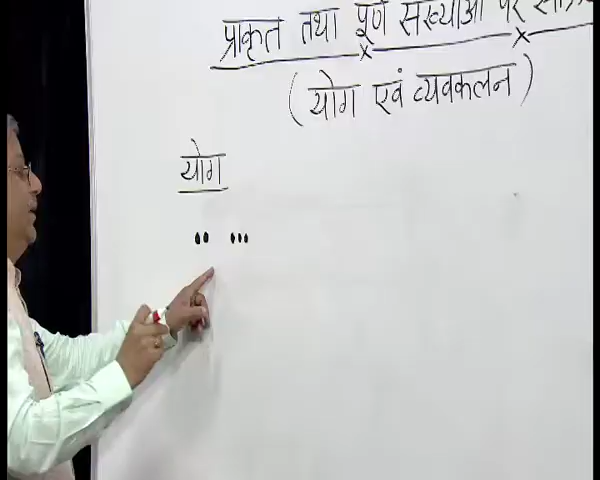 प्राकृत तथा पूर्ण संख्याओं पर
(योग एवं व्यवकलन)
योग